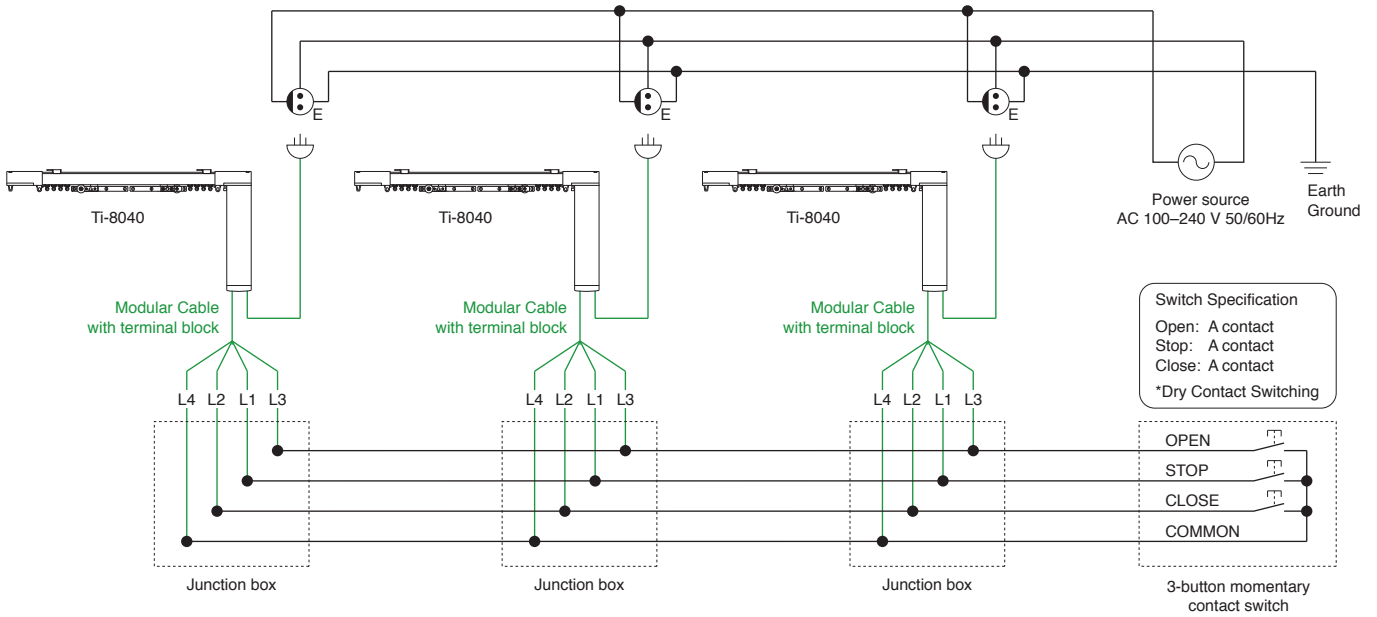 E
E
E
Ti-8040
Ti-8040
Ti-8040
Power source
AC 100–240 V 50/60Hz
Earth
Ground
Modular Cable
with terminal block
Modular Cable
with terminal block
Modular Cable
with terminal block
Switch Specification
Open: A contact
Stop: A contact
Close: A contact
*Dry Contact Switching
L4 L2 L1 L3
L4 L2 L1 L3
L4 L2 L1 L3
OPEN
STOP
CLOSE
COMMON
Junction box
Junction box
Junction box
3-button momentary
contact switch